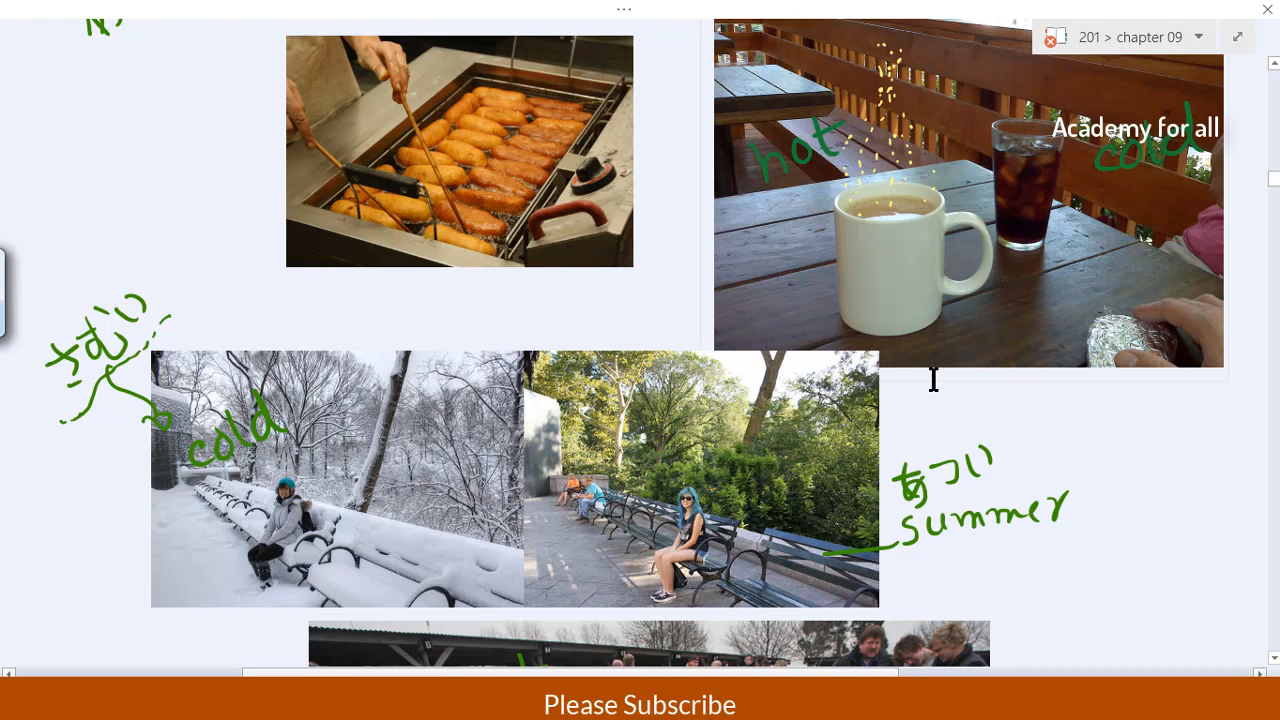 201 > chapter 09
Academy for all
hot
cold
さむい
cold
あつい
summer
Please Subscribe